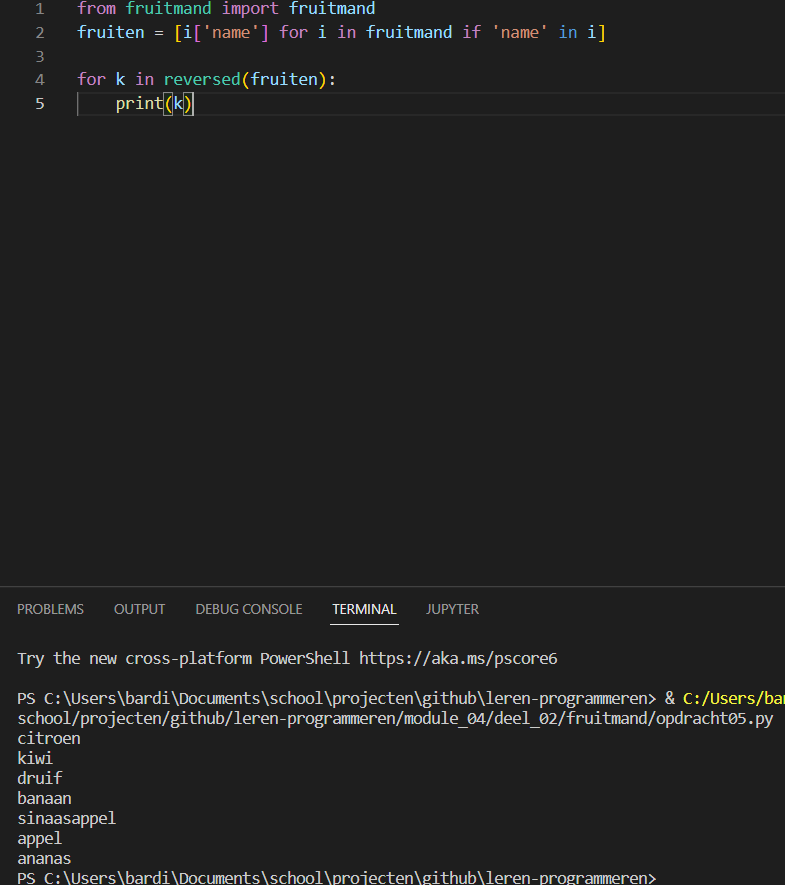 1 from fruitmand import fruitmand
2 fruiten = [i['name'] for i in fruitmand if 'name' in i]
3
4 for k in reversed(fruiten):
5 print(k)
PROBLEMS OUTPUT DEBUG CONSOLE TERMINAL JUPYTER
Try the new cross-platform PowerShell https://aka.ms/pscore6
PS C:\Users\bardi\Documents\school\projecten\github\leren-programmeren> & C:/Users/bar
school/projecten/github/leren-programmeren/module_04/deel_02/fruitmand/opdracht05.py
citroen
kiwi
druif
banaan
sinaasappel
appel
ananas
PS C:\Users\bardi\Documents\school\projecten\github\leren-programmeren>